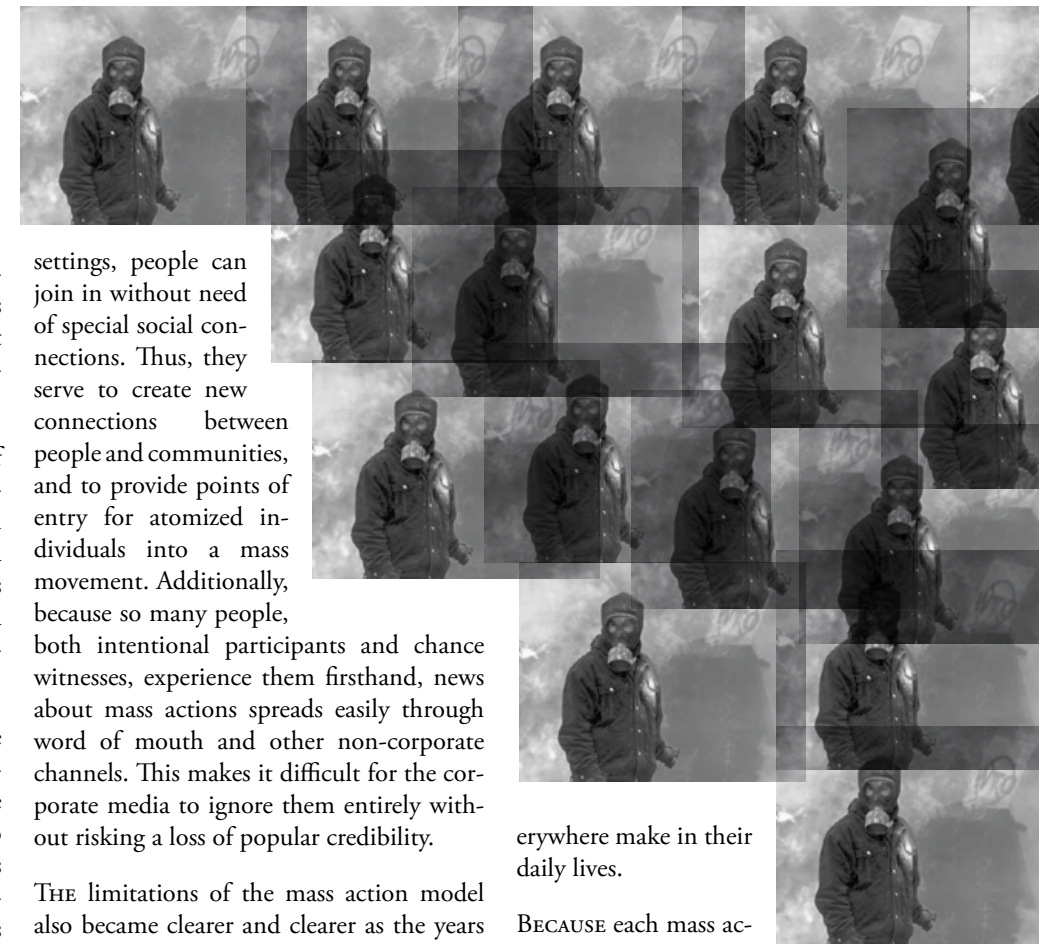 settings, people can
join in without need
of special social con-
nections. Thus, they
serve to create new
connections between
people and communities,
and to provide points of
entry for atomized in-
dividuals into a mass
movement. Additionally,
because so many people,
both intentional participants and chance
witnesses, experience them firsthand, news
about mass actions spreads easily through
word of mouth and other non-corporate
channels. This makes it difficult for the cor-
porate media to ignore them entirely with-
out risking a loss of popular credibility.
THE limitations of the mass action model
also became clearer and clearer as the years
erywhere make in their
daily lives.
BECAUSE each mass ac-